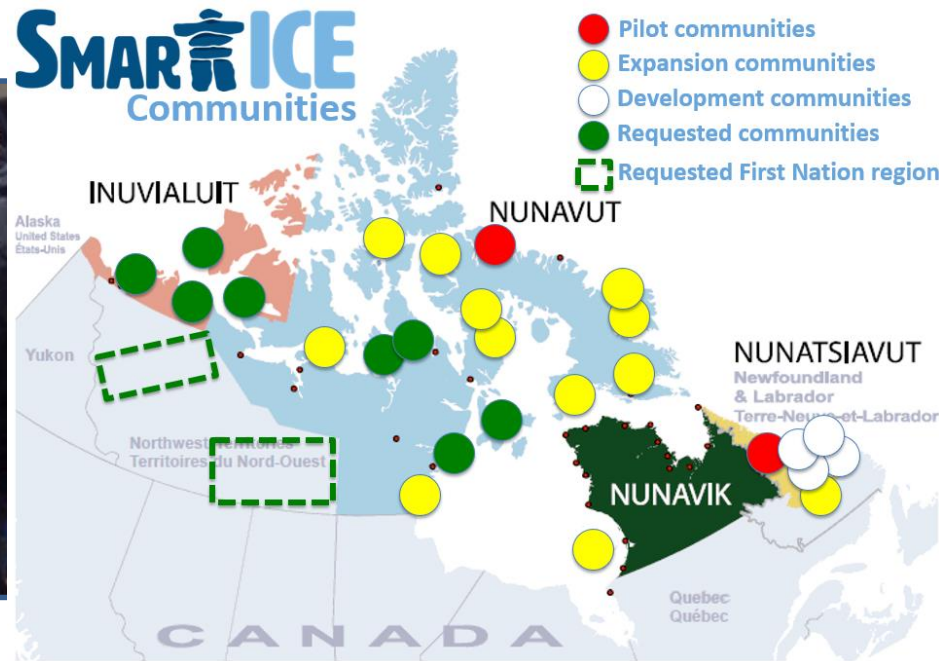 SMART ICE
Communities
Pilot communities
Expansion communities
Development communities
Requested communities
Requested First Nation region
INUVIALUIT
NUNAVUT
Alaska
United States
États-Unis
Yukon
NUNATSIAVUT
Newfoundland
& Labrador
Terre-Neuve-et-Labrador
Northwest Territories
Territoires du Nord-Ouest
NUNAVIK
Quebec
Québec
CANADA